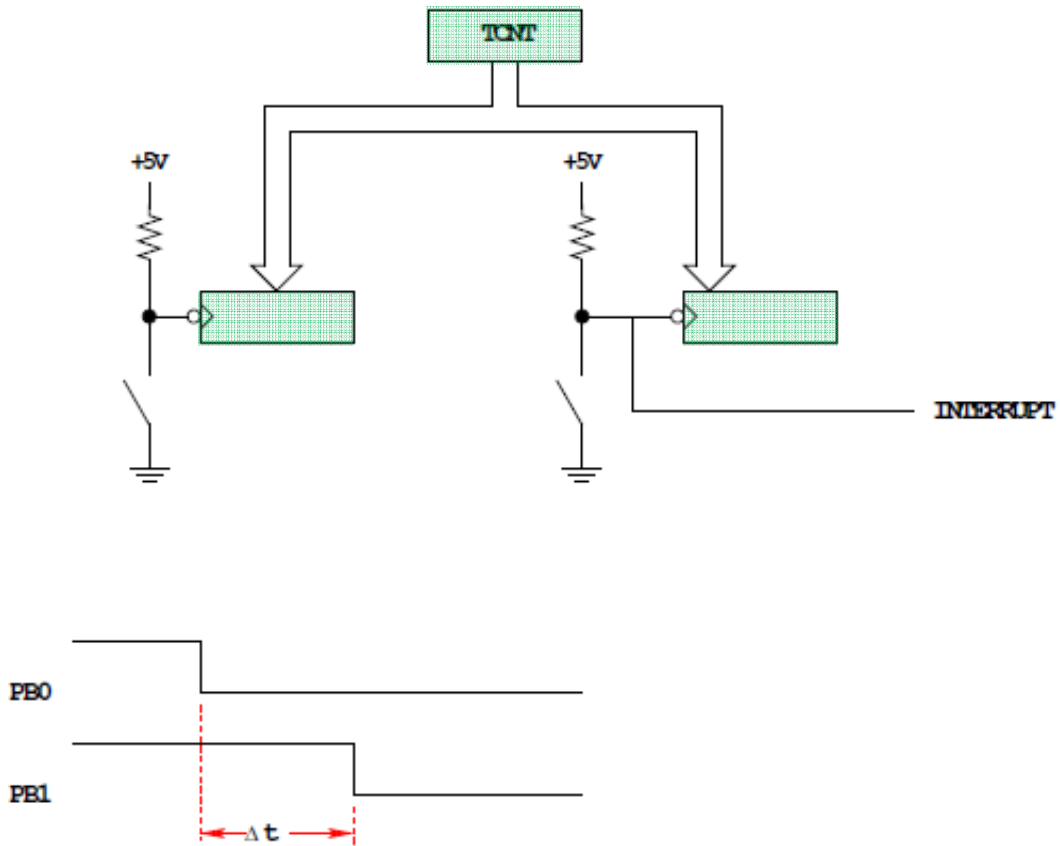 TCNT
+5V
+5V
INTERRUPT
PB0
PB1
Δt